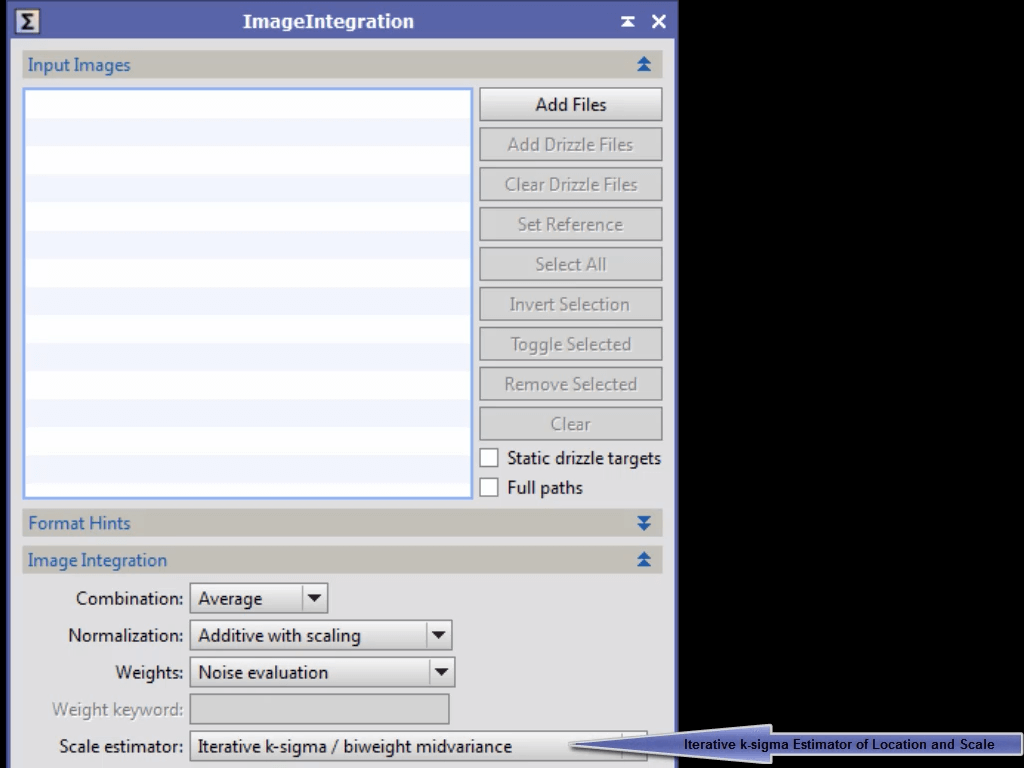 Σ ImageIntegration
Input Images
Add Files
Add Drizzle Files
Clear Drizzle Files
Set Reference
Select All
Invert Selection
Toggle Selected
Remove Selected
Clear
Static drizzle targets
Full paths
Format Hints
Image Integration
Combination: Average
Normalization: Additive with scaling
Weights: Noise evaluation
Weight keyword:
Scale estimator: Iterative k-sigma / biweight midvariance
Iterative k-sigma Estimator of Location and Scale